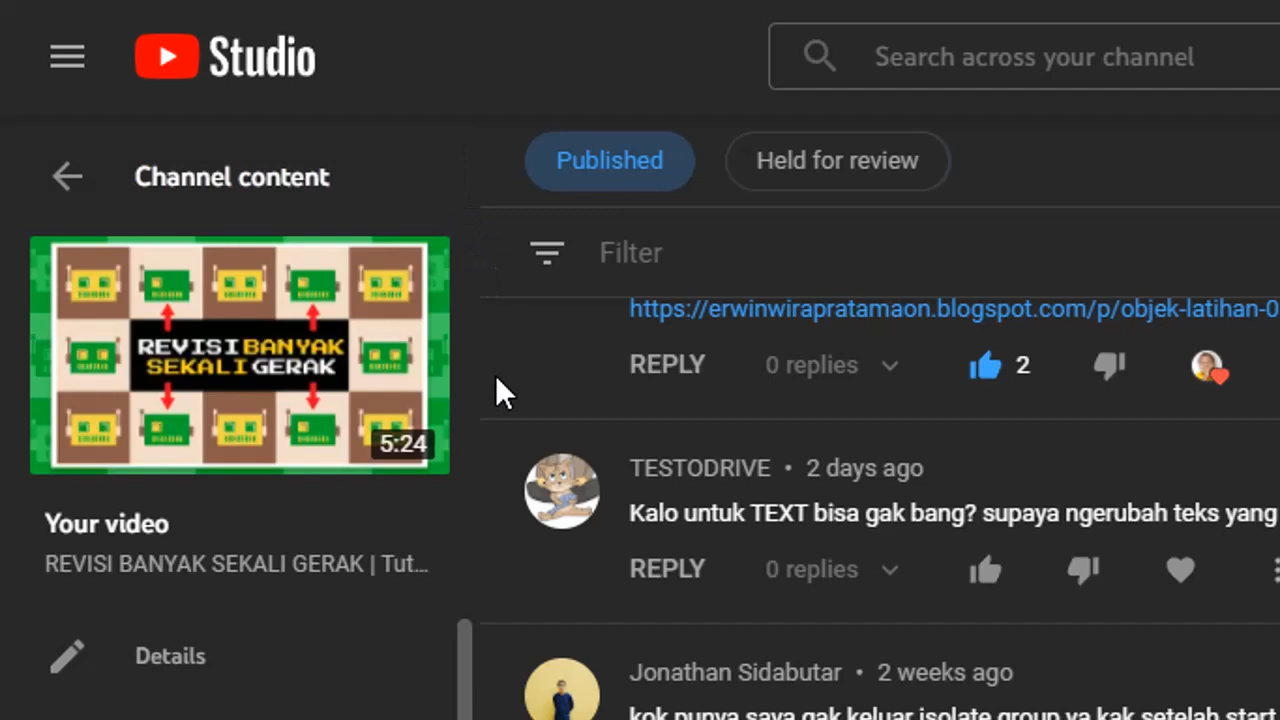 Studio
Search across your channel
Channel content
Published
Held for review
Filter
REVISI BANYAK
SEKALI GERAK
5:24
Your video
REVISI BANYAK SEKALI GERAK | Tut...
Details
https://erwinwirapratamaon.blogspot.com/p/objek-latihan-0
REPLY 0 replies 2
TESTODRIVE • 2 days ago
Kalo untuk TEXT bisa gak bang? supaya ngerubah teks yang
REPLY 0 replies
Jonathan Sidabutar • 2 weeks ago
kok punya saya gak keluar isolate group ya kak setelah start